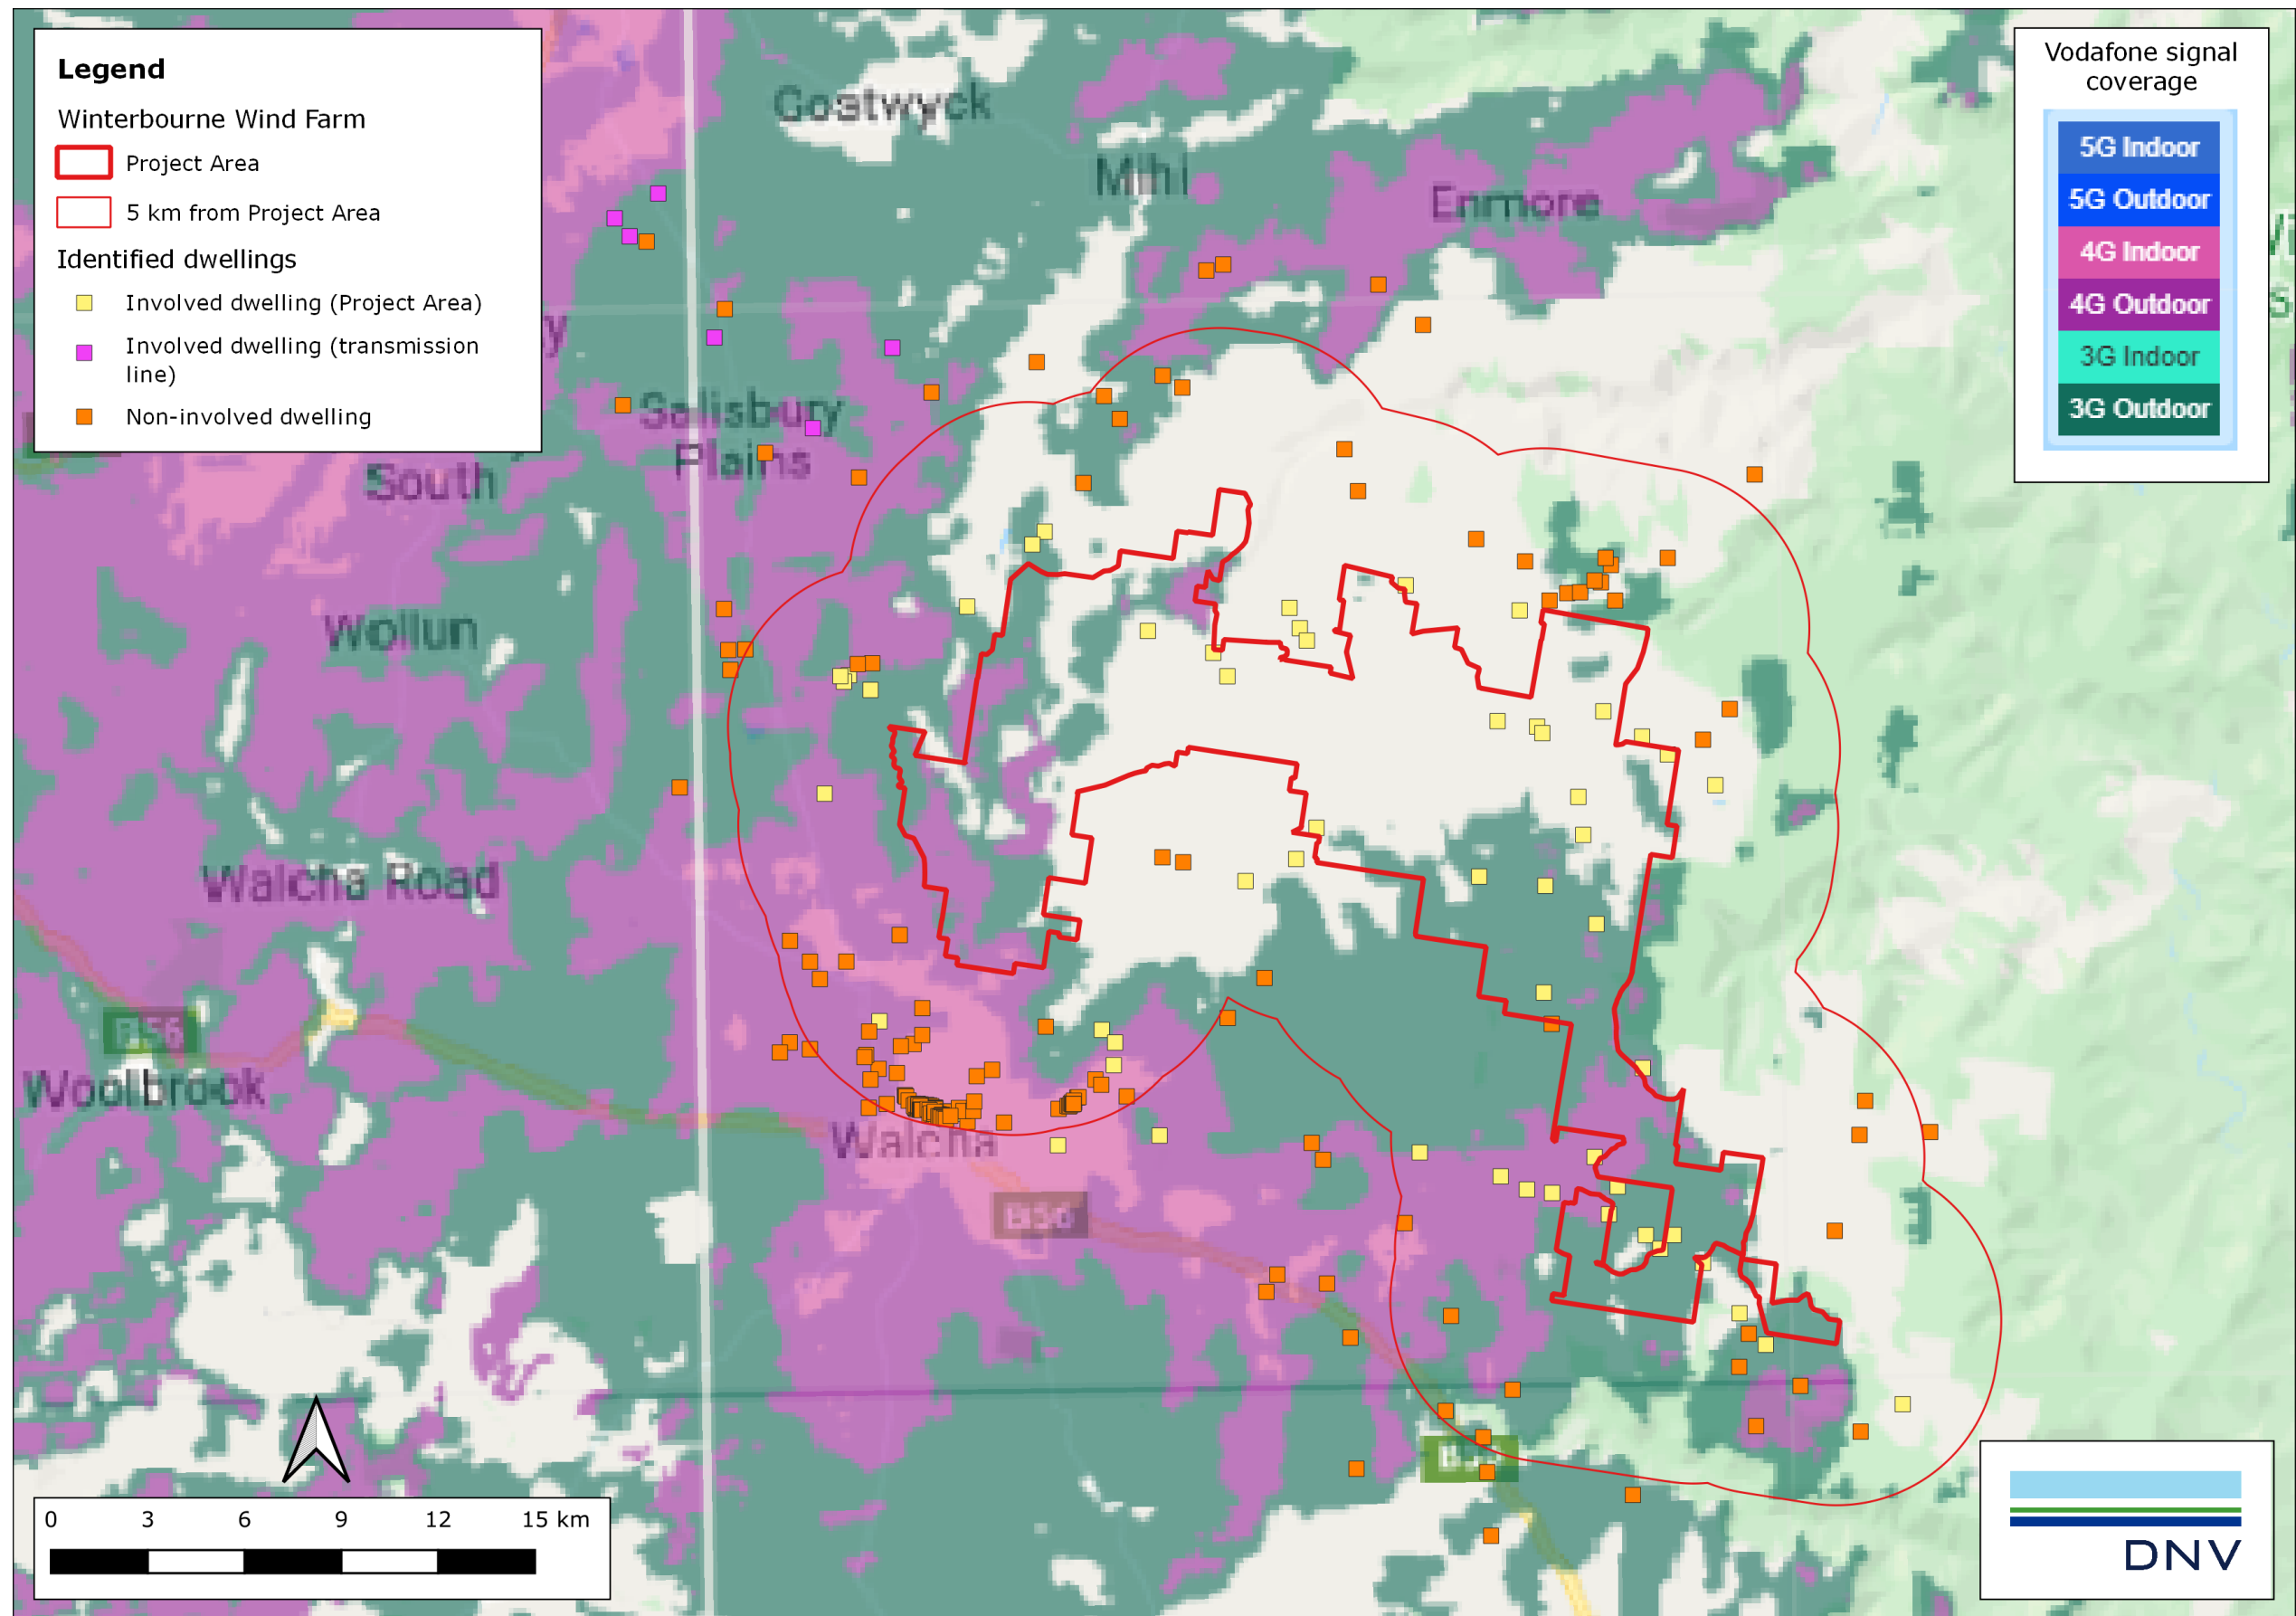 Legend
Winterbourne Wind Farm
Project Area
5 km from Project Area
Identified dwellings
Involved dwelling (Project Area)
Involved dwelling (transmission
line)
Non-involved dwelling
Vodafone signal
coverage
5G Indoor
5G Outdoor
4G Indoor
4G Outdoor
3G Indoor
3G Outdoor
Gostwyck
Mihi
Enmore
Salisbury
Plains
South
Wollun
Walcha Road
B56
Woolbrook
Walcha
B56
0 3 6 9 12 15 km
DNV